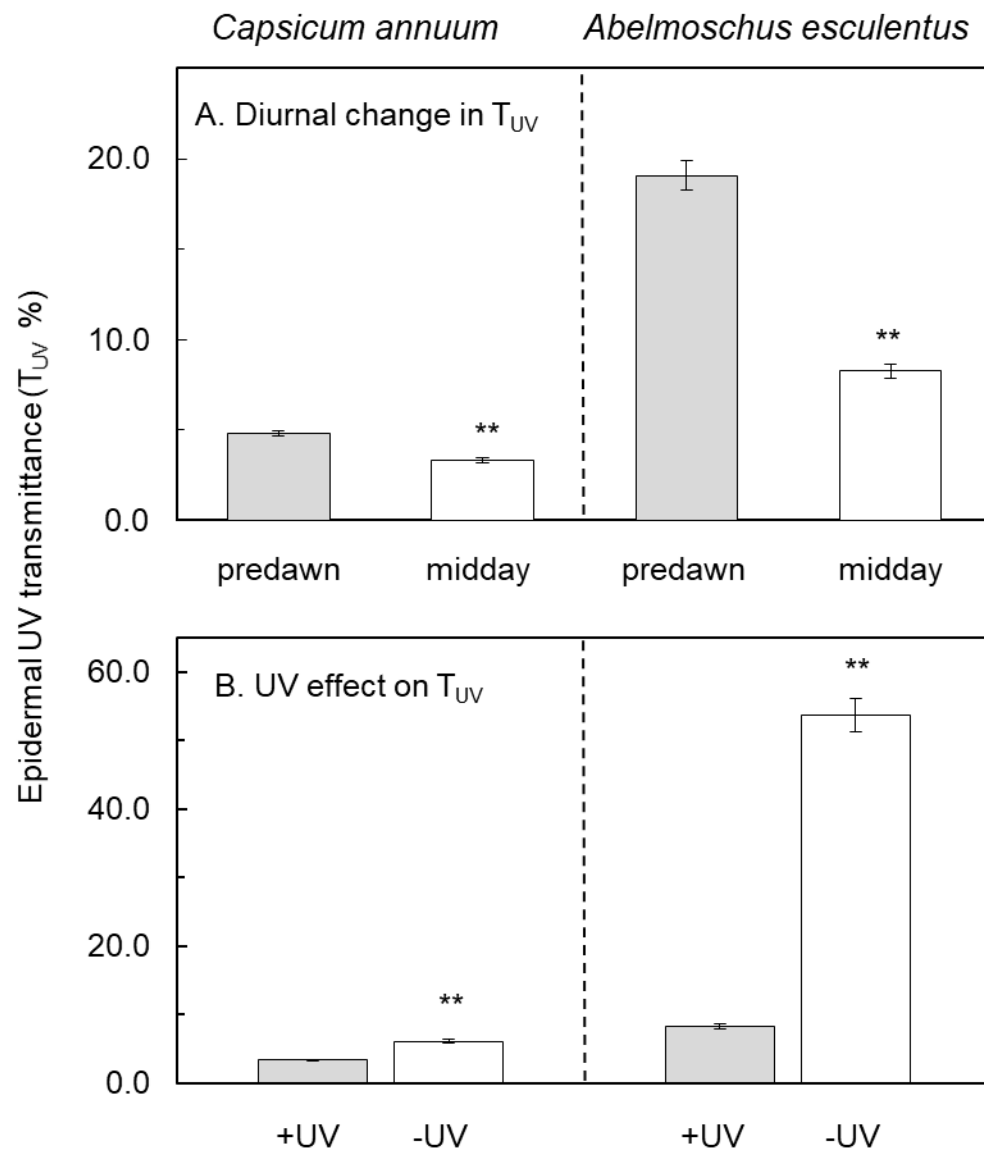 Capsicum annuum
Abelmoschus esculentus
Epidermal UV transmittance (TUV %)
A. Diurnal change in TUV
20.0
10.0
0.0
**
**
predawn
midday
predawn
midday
B. UV effect on TUV
60.0
40.0
20.0
0.0
**
**
+UV
-UV
+UV
-UV